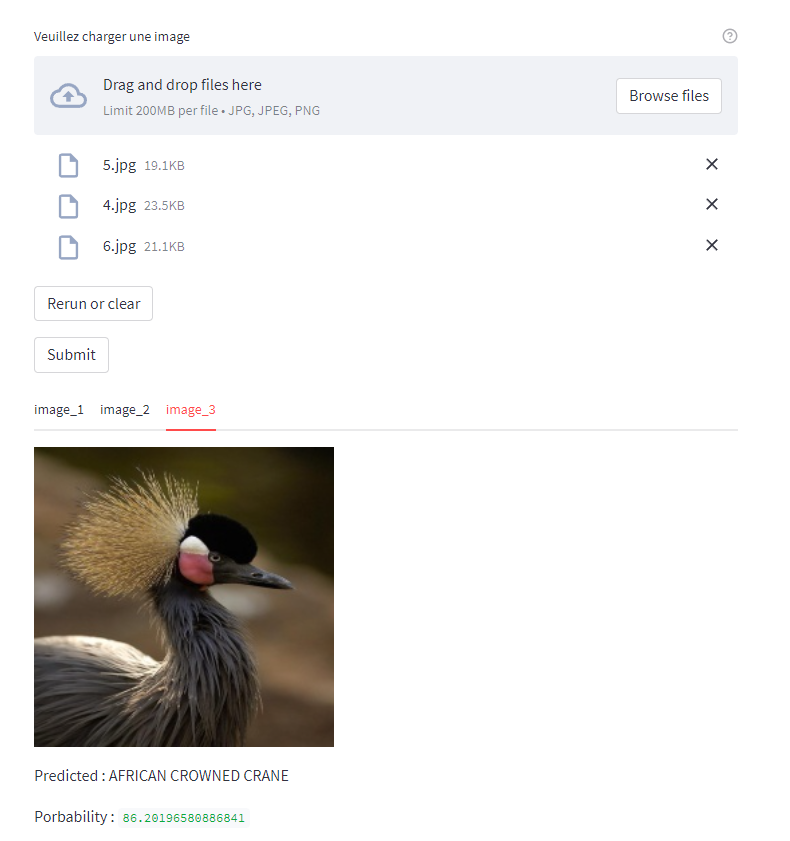 Veuillez charger une image
Drag and drop files here
Limit 200MB per file • JPG, JPEG, PNG
Browse files
5.jpg 19.1KB
4.jpg 23.5KB
6.jpg 21.1KB
Rerun or clear
Submit
image_1 image_2 image_3
Predicted : AFRICAN CROWNED CRANE
Porbability : 86.20196580886841